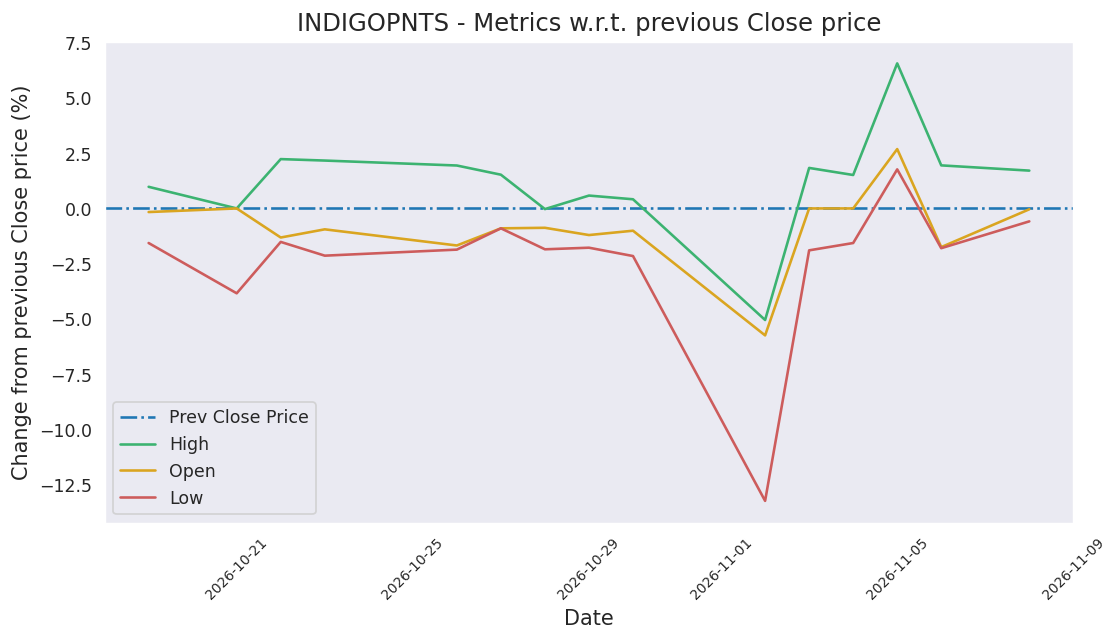 INDIGOPNTS - Metrics w.r.t. previous Close price
Change from previous Close price (%)
7.5
5.0
2.5
0.0
−2.5
−5.0
−7.5
−10.0
−12.5
Prev Close Price
High
Open
Low
2026-10-21
2026-10-25
2026-10-29
2026-11-01
2026-11-05
2026-11-09
Date